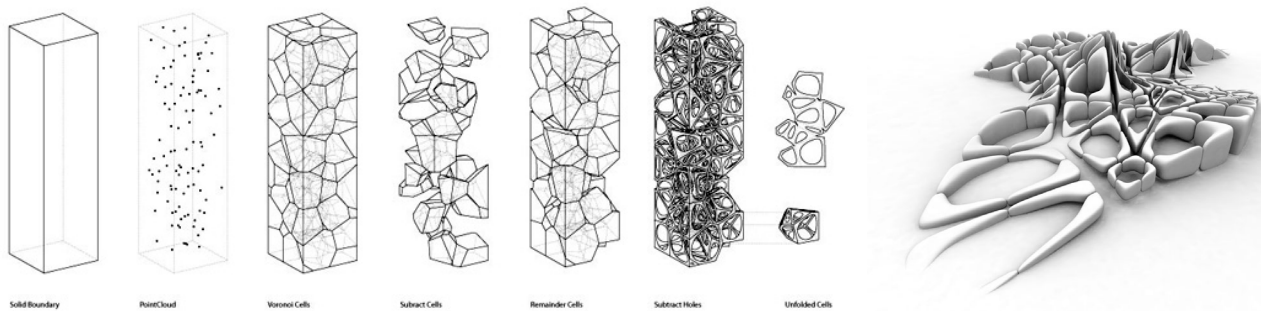 Solid Boundary
PointCloud
Voronoi Cells
Subract Cells
Remainder Cells
Subtract Holes
Unfolded Cells